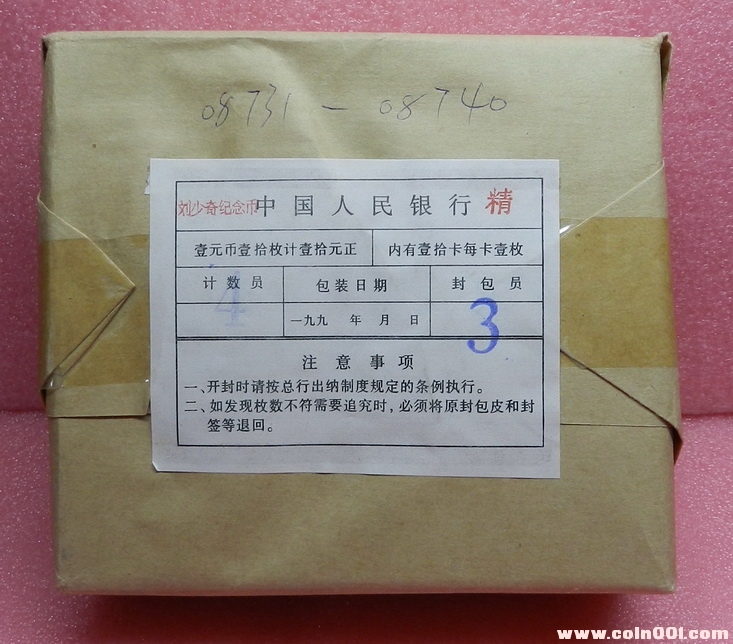 08731 — 08740
刘少奇纪念币 中国人民银行 精
壹元币壹拾枚计壹拾元正 内有壹拾卡每卡壹枚
计数员 包装日期 封包员
4 一九九 年 月 日 3
注意事项
一、开封时请按总行出纳制度规定的条例执行。
二、如发现枚数不符需要追究时，必须将原封包皮和封
签等退回。
www.coin001.com